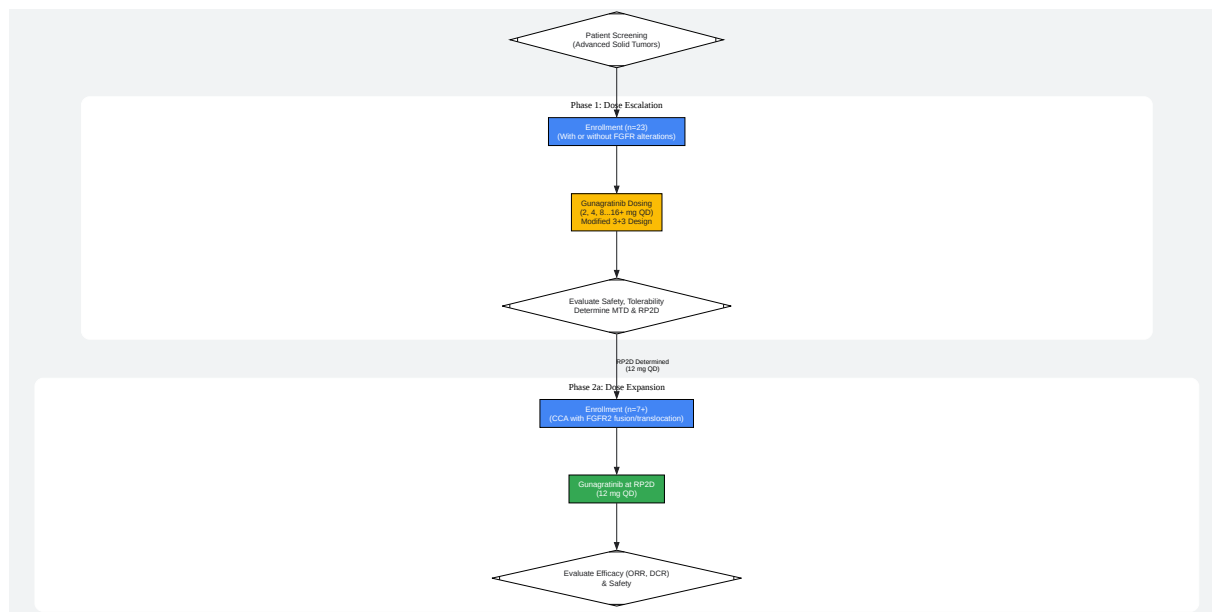 Patient Screening
(Advanced Solid Tumors)
Phase 1: Dose Escalation
Enrollment (n=23)
(With or without FGFR alterations)
Gunagratinib Dosing
(2, 4, 8...16+ mg QD)
Modified 3+3 Design
Evaluate Safety, Tolerability
Determine MTD & RP2D
RP2D Determined
(12 mg QD)
Phase 2a: Dose Expansion
Enrollment (n=7+)
(CCA with FGFR2 fusion/translocation)
Gunagratinib at RP2D
(12 mg QD)
Evaluate Efficacy (ORR, DCR)
& Safety